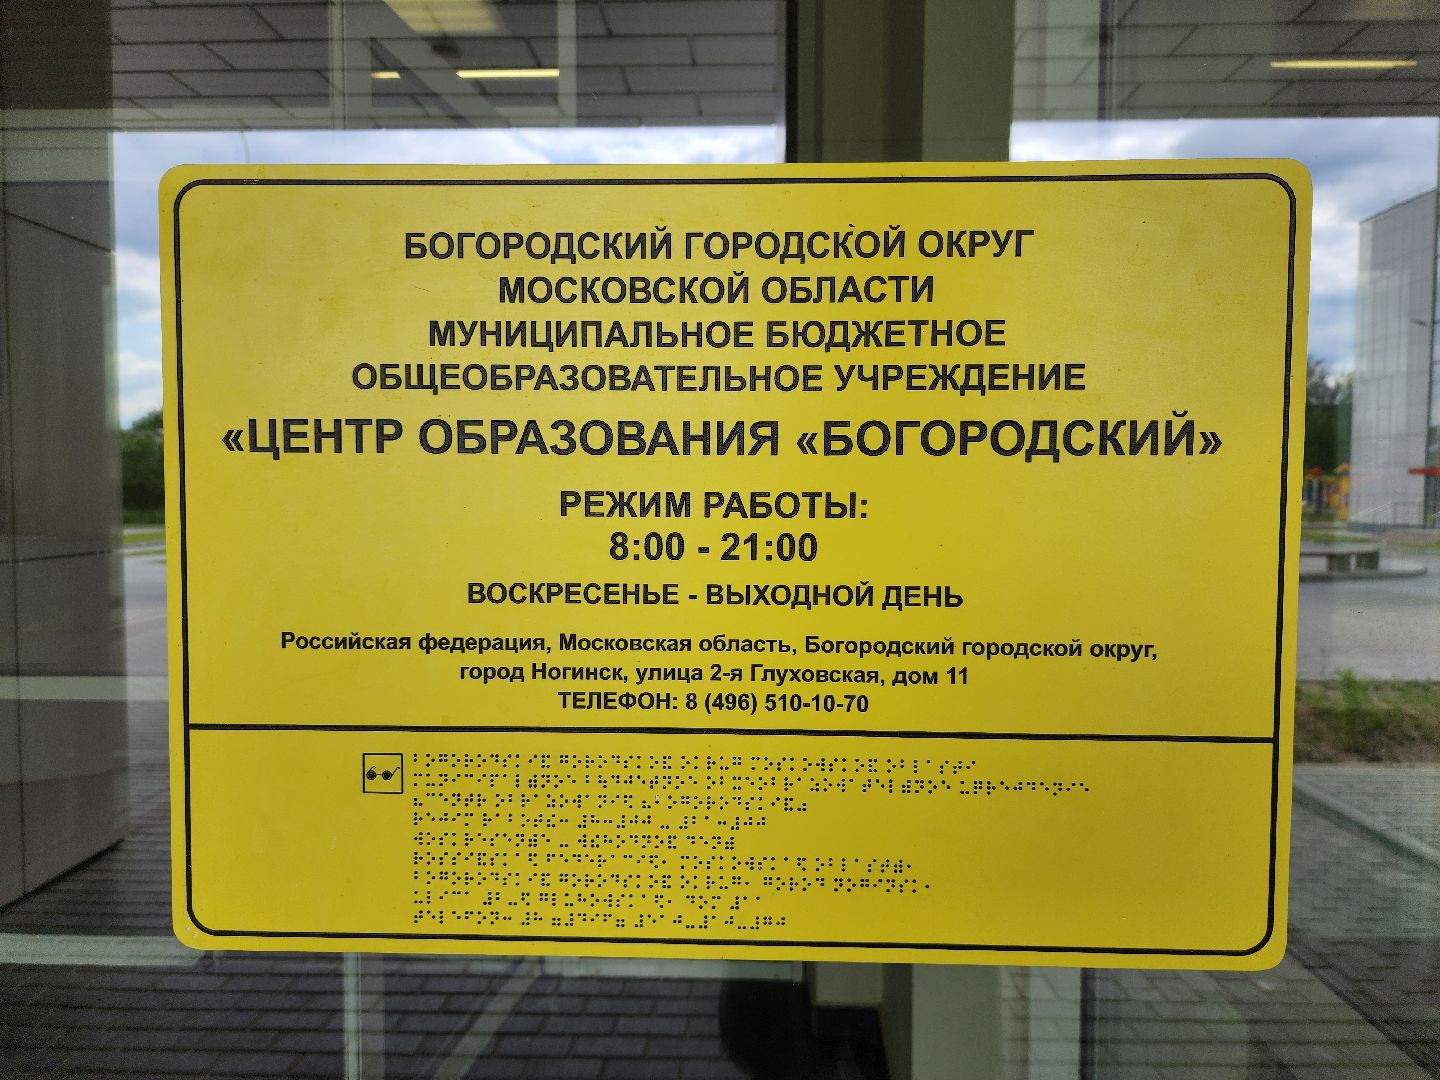 БОГОРОДСКИЙ ГОРОДСКОЙ ОКРУГ
МОСКОВСКОЙ ОБЛАСТИ
МУНИЦИПАЛЬНОЕ БЮДЖЕТНОЕ
ОБЩЕОБРАЗОВАТЕЛЬНОЕ УЧРЕЖДЕНИЕ
«ЦЕНТР ОБРАЗОВАНИЯ «БОГОРОДСКИЙ»
РЕЖИМ РАБОТЫ:
8:00 - 21:00
ВОСКРЕСЕНЬЕ - ВЫХОДНОЙ ДЕНЬ
Российская федерация, Московская область, Богородский городской округ,
город Ногинск, улица 2-я Глуховская, дом 11
ТЕЛЕФОН: 8 (496) 510-10-70